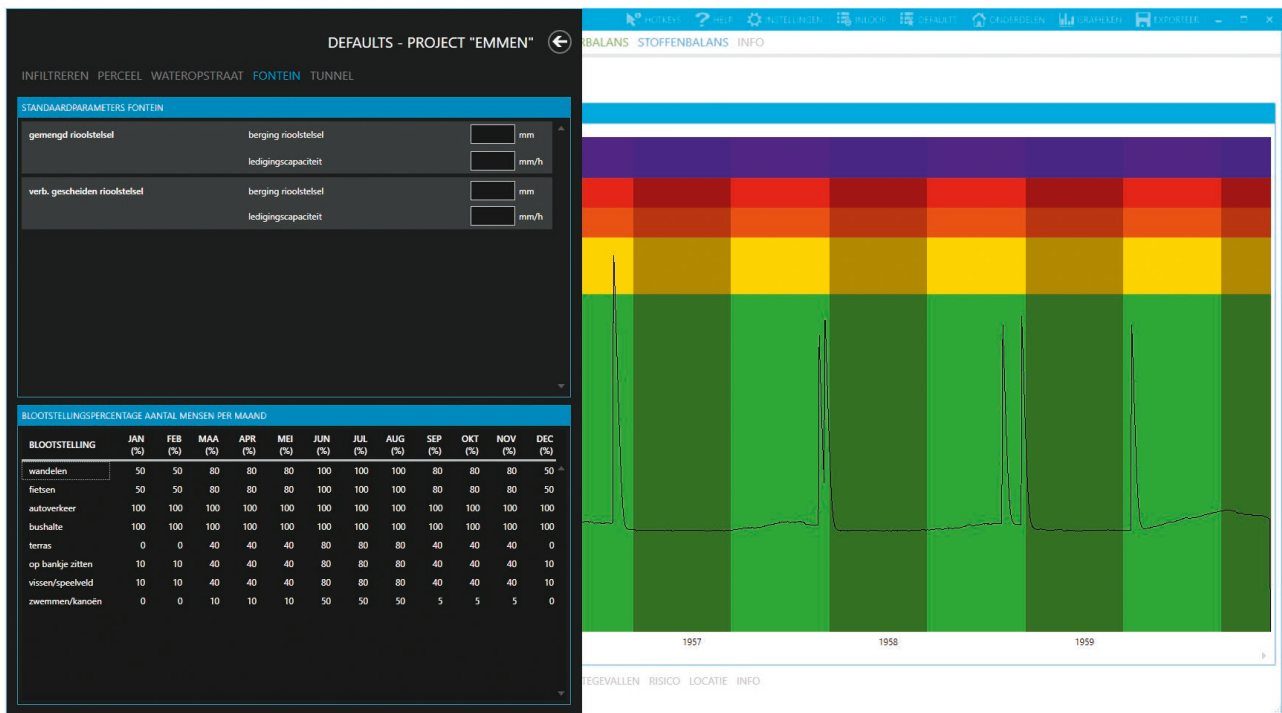 HOTKEYS HELP INSTELLINGEN INLOOP DEFAULTS ONDERDELEN GRAFIEKEN EXPORTEER
DEFAULTS - PROJECT "EMMEN"
RBALANS STOFFENBALANS INFO
INFILTREREN PERCEEL WATEROPSTRAAT FONTEIN TUNNEL
STANDAARDPARAMETERS FONTEIN
gemengd rioolstelsel berging rioolstelsel mm
ledigingscapaciteit mm/h
verb. gescheiden rioolstelsel berging rioolstelsel mm
ledigingscapaciteit mm/h
BLOOTSTELLINGSPERCENTAGE AANTAL MENSEN PER MAAND
BLOOTSTELLING JAN (%) FEB (%) MAA (%) APR (%) MEI (%) JUN (%) JUL (%) AUG (%) SEP (%) OKT (%) NOV (%) DEC (%)
wandelen 50 50 80 80 80 100 100 100 80 80 80 50
fietsen 50 50 80 80 80 100 100 100 80 80 80 50
autoverkeer 100 100 100 100 100 100 100 100 100 100 100 100
bushalte 100 100 100 100 100 100 100 100 100 100 100 100
terras 0 0 40 40 40 80 80 80 40 40 40 0
op bankje zitten 10 10 40 40 40 80 80 80 40 40 40 10
vissen/speelveld 10 10 40 40 40 80 80 80 40 40 40 10
zwemmen/kanoën 0 0 10 10 10 50 50 50 5 5 5 0
1957 1958 1959
TEGEVALLEN RISICO LOCATIE INFO